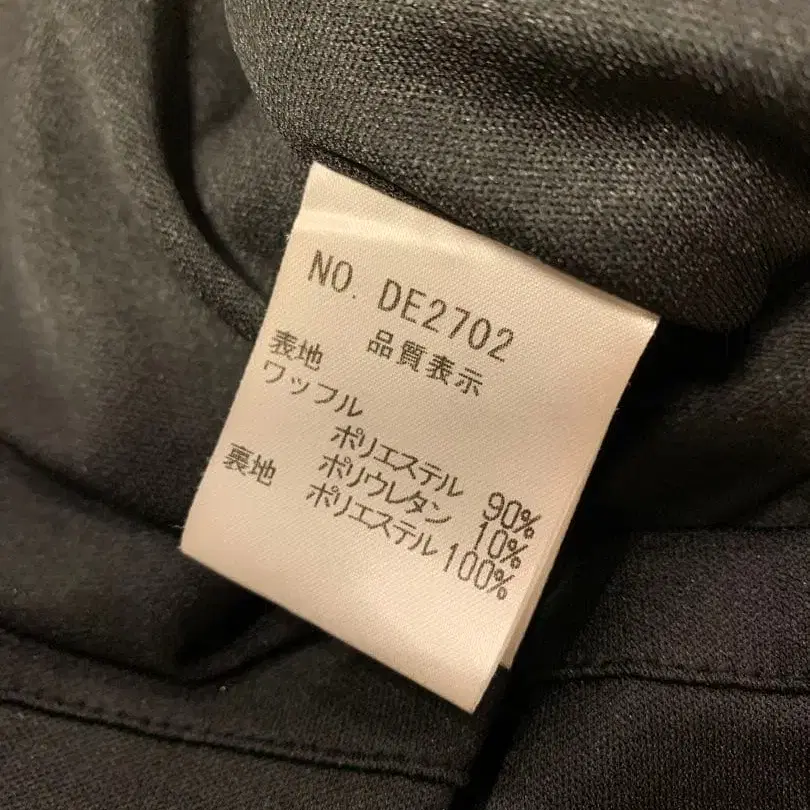 NO. DE2702
品質表示
表地
ワッフル
ポリエステル 90%
ポリウレタン 10%
裏地 ポリエステル 100%